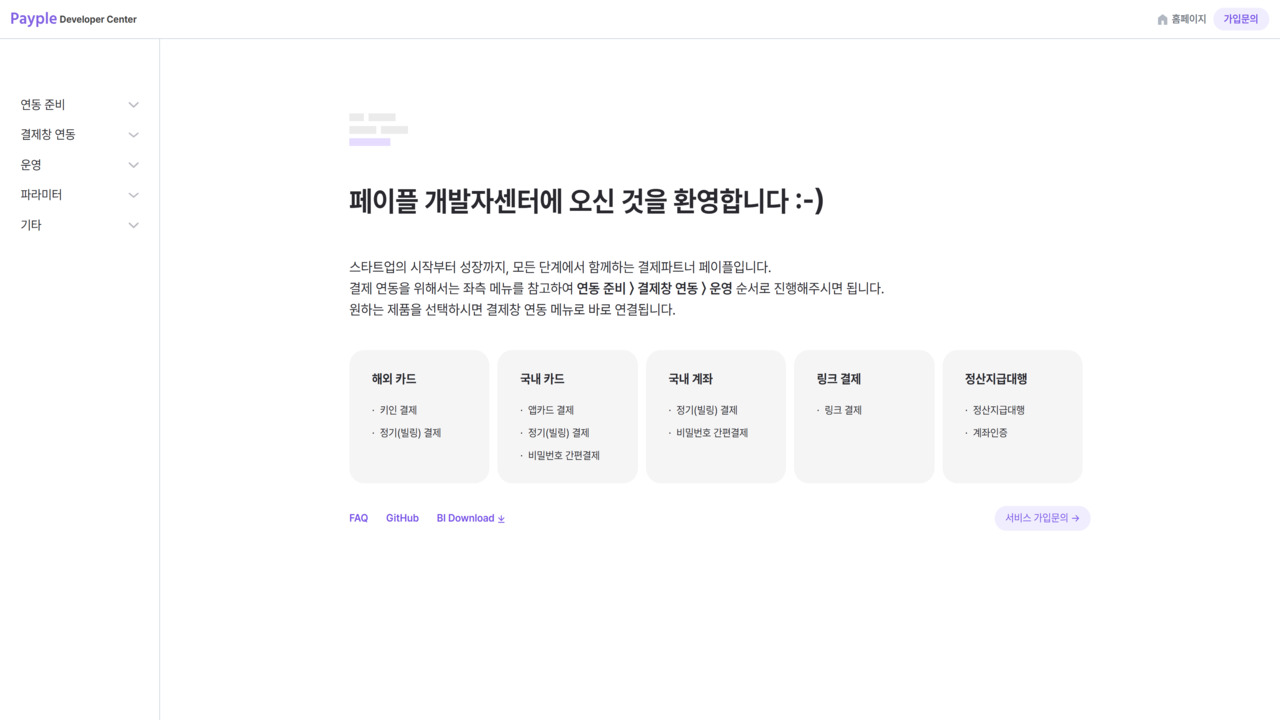 Payple Developer Center
홈페이지
가입문의
연동 준비
결제창 연동
운영
파라미터
기타
페이플 개발자센터에 오신 것을 환영합니다 :-)
스타트업의 시작부터 성장까지, 모든 단계에서 함께하는 결제파트너 페이플입니다.
결제 연동을 위해서는 좌측 메뉴를 참고하여 연동 준비 > 결제창 연동 > 운영 순서로 진행해주시면 됩니다.
원하는 제품을 선택하시면 결제창 연동 메뉴로 바로 연결됩니다.
해외 카드
· 키인 결제
· 정기(빌링) 결제
국내 카드
· 앱카드 결제
· 정기(빌링) 결제
· 비밀번호 간편결제
국내 계좌
· 정기(빌링) 결제
· 비밀번호 간편결제
링크 결제
· 링크 결제
정산지급대행
· 정산지급대행
· 계좌인증
FAQ
GitHub
BI Download
서비스 가입문의 →